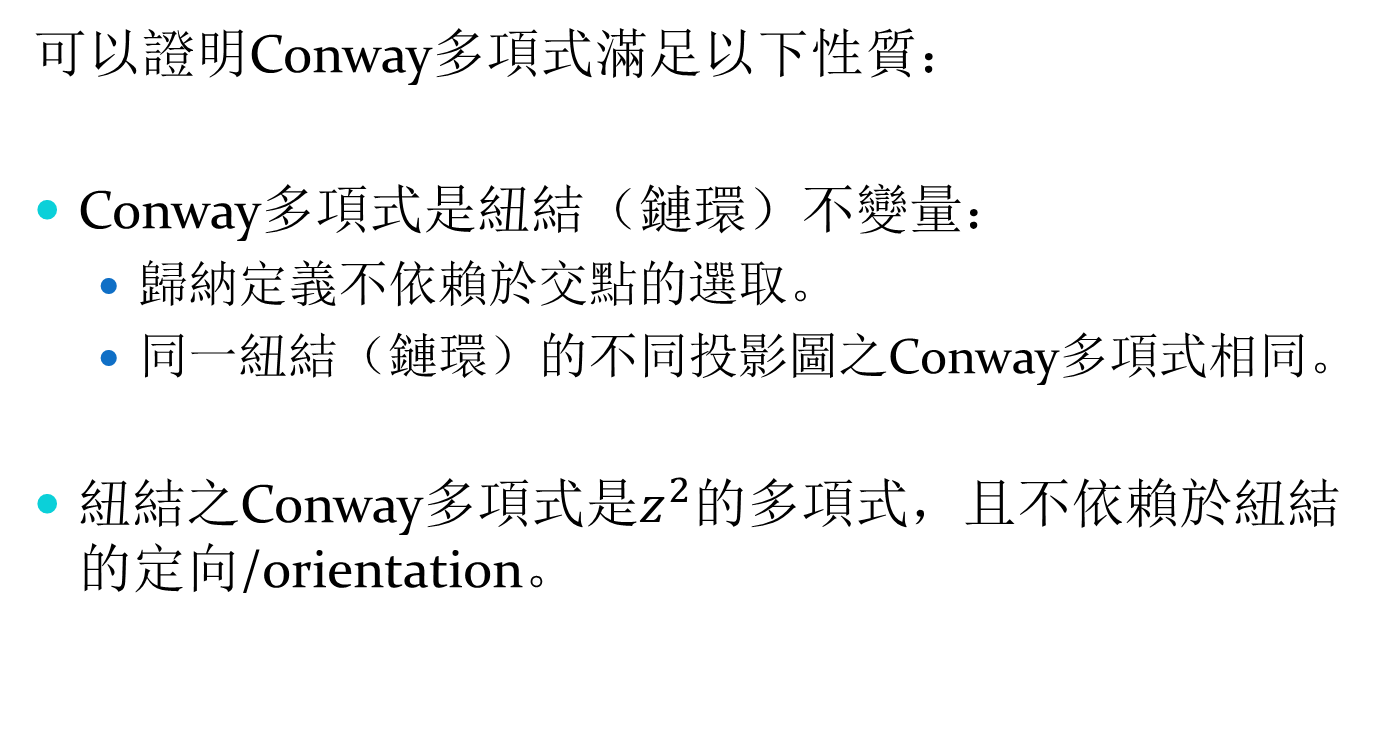 可以證明Conway多項式滿足以下性質：
• Conway多項式是紐結（鏈環）不變量：
• 歸納定義不依賴於交點的選取。
• 同一紐結（鏈環）的不同投影圖之Conway多項式相同。
• 紐結之Conway多項式是z²的多項式，且不依賴於紐結
的定向/orientation。